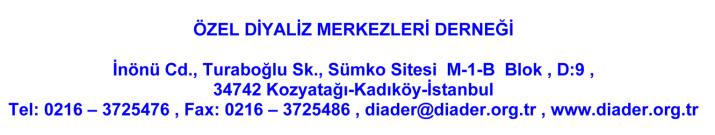 ÖZEL DİYALİZ MERKEZLERİ DERNEĞİ
İnönü Cd., Turaboğlu Sk., Sümko Sitesi M-1-B Blok , D:9 ,
34742 Kozyatağı-Kadıköy-İstanbul
Tel: 0216 – 3725476 , Fax: 0216 – 3725486 , diader@diader.org.tr , www.diader.org.tr